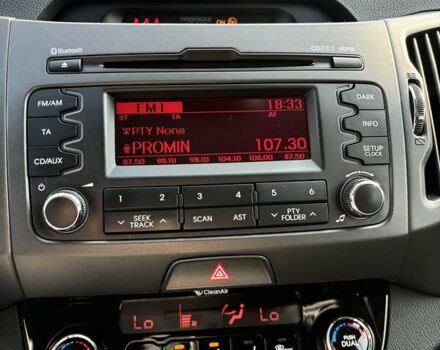 PASSENGER ON
Bluetooth
MP3
FM/AM
FM1 18:33
DARK
ST TA AF
TA
PTY None
INFO
PROMIN 107.30
CD/AUX
SETUP
CLOCK
87.50 88.10 98.10 104.10 106.00 87.50
1 2 3 4 5 6
SEEK
TRACK
SCAN AST
PTY
FOLDER
CleanAir
Lo Lo
PUSH
DUAL